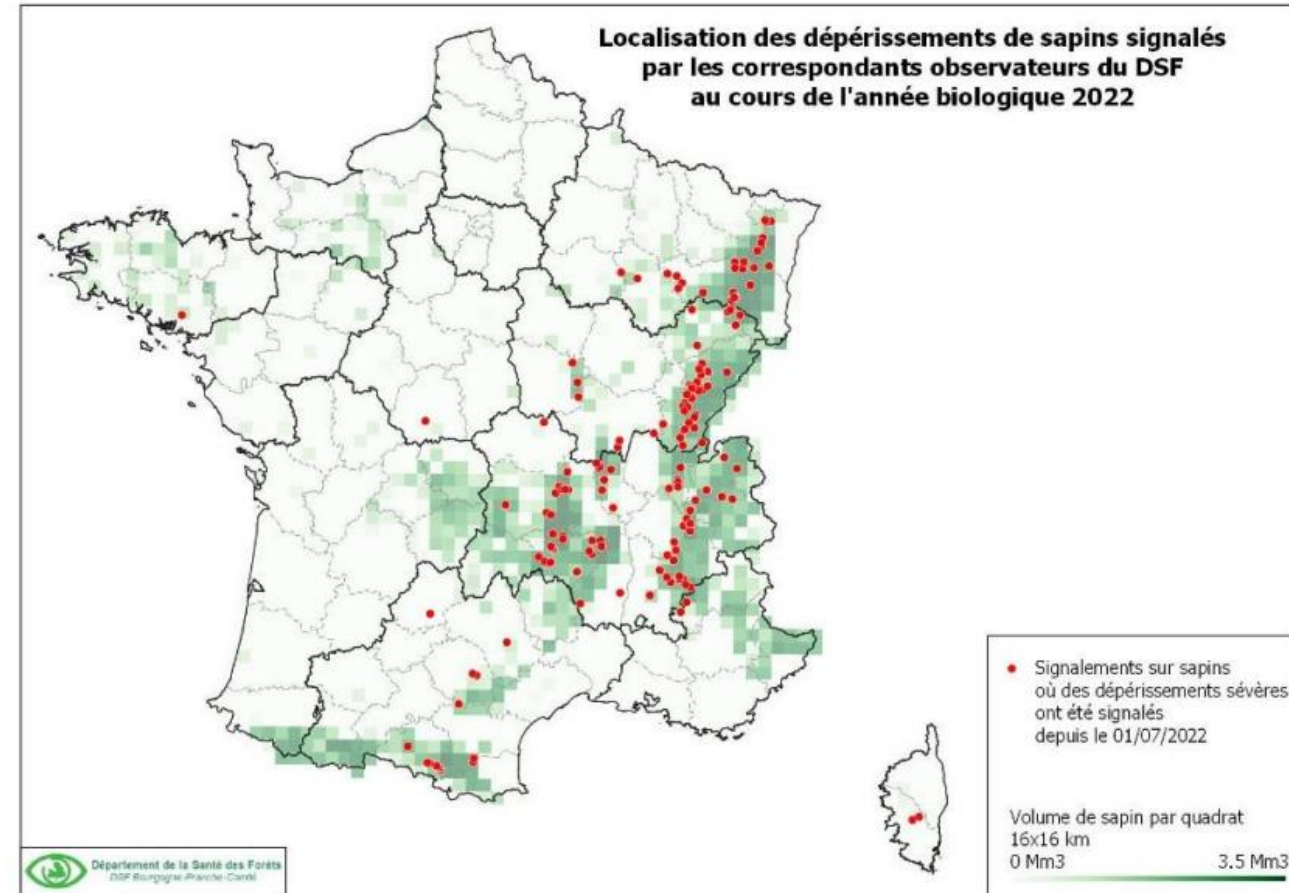 Localisation des dépérissements de sapins signalés
par les correspondants observateurs du DSF
au cours de l'année biologique 2022
Signalements sur sapins
où des dépérissements sévères
ont été signalés
depuis le 01/07/2022
Volume de sapin par quadrat
16x16 km
0 Mm3 3.5 Mm3
Département de la Santé des Forêts
DSF Bourgogne-Franche-Comté